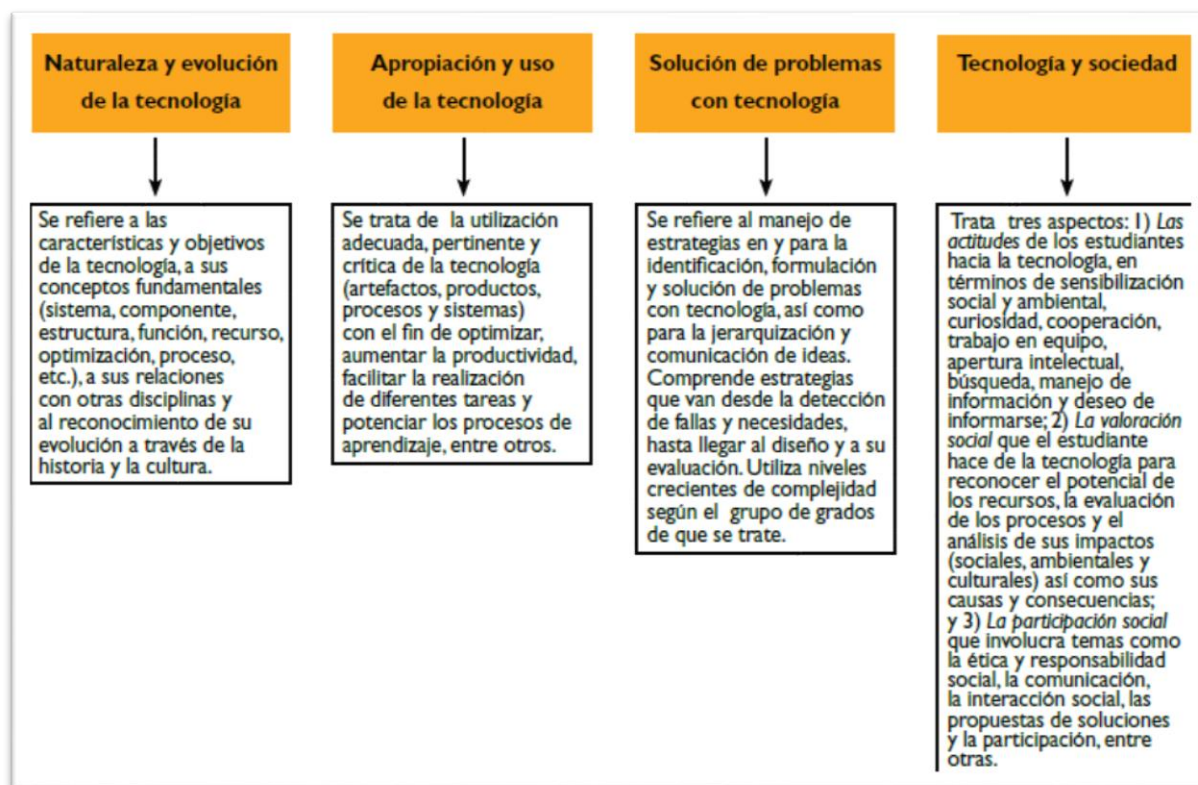 Naturaleza y evolución
de la tecnología
Se refiere a las
características y objetivos
de la tecnología, a sus
conceptos fundamentales
(sistema, componente,
estructura, función, recurso,
optimización, proceso,
etc.), a sus relaciones
con otras disciplinas y
al reconocimiento de su
evolución a través de la
historia y la cultura.
Apropiación y uso
de la tecnología
Se trata de la utilización
adecuada, pertinente y
crítica de la tecnología
(artefactos, productos,
procesos y sistemas)
con el fin de optimizar,
aumentar la productividad,
facilitar la realización
de diferentes tareas y
potenciar los procesos de
aprendizaje, entre otros.
Solución de problemas
con tecnología
Se refiere al manejo de
estrategias en y para la
identificación, formulación
y solución de problemas
con tecnología, así como
para la jerarquización y
comunicación de ideas.
Comprende estrategias
que van desde la detección
de fallas y necesidades,
hasta llegar al diseño y a su
evaluación. Utiliza niveles
crecientes de complejidad
según el grupo de grados
de que se trate.
Tecnología y sociedad
Trata tres aspectos: 1) Las
actitudes de los estudiantes
hacia la tecnología, en
términos de sensibilización
social y ambiental,
curiosidad, cooperación,
trabajo en equipo,
apertura intelectual,
búsqueda, manejo de
información y deseo de
informarse; 2) La valoración
social que el estudiante
hace de la tecnología para
reconocer el potencial de
los recursos, la evaluación
de los procesos y el
análisis de sus impactos
(sociales, ambientales y
culturales) así como sus
causas y consecuencias;
y 3) La participación social
que involucra temas como
la ética y responsabilidad
social, la comunicación,
la interacción social, las
propuestas de soluciones
y la participación, entre
otras.